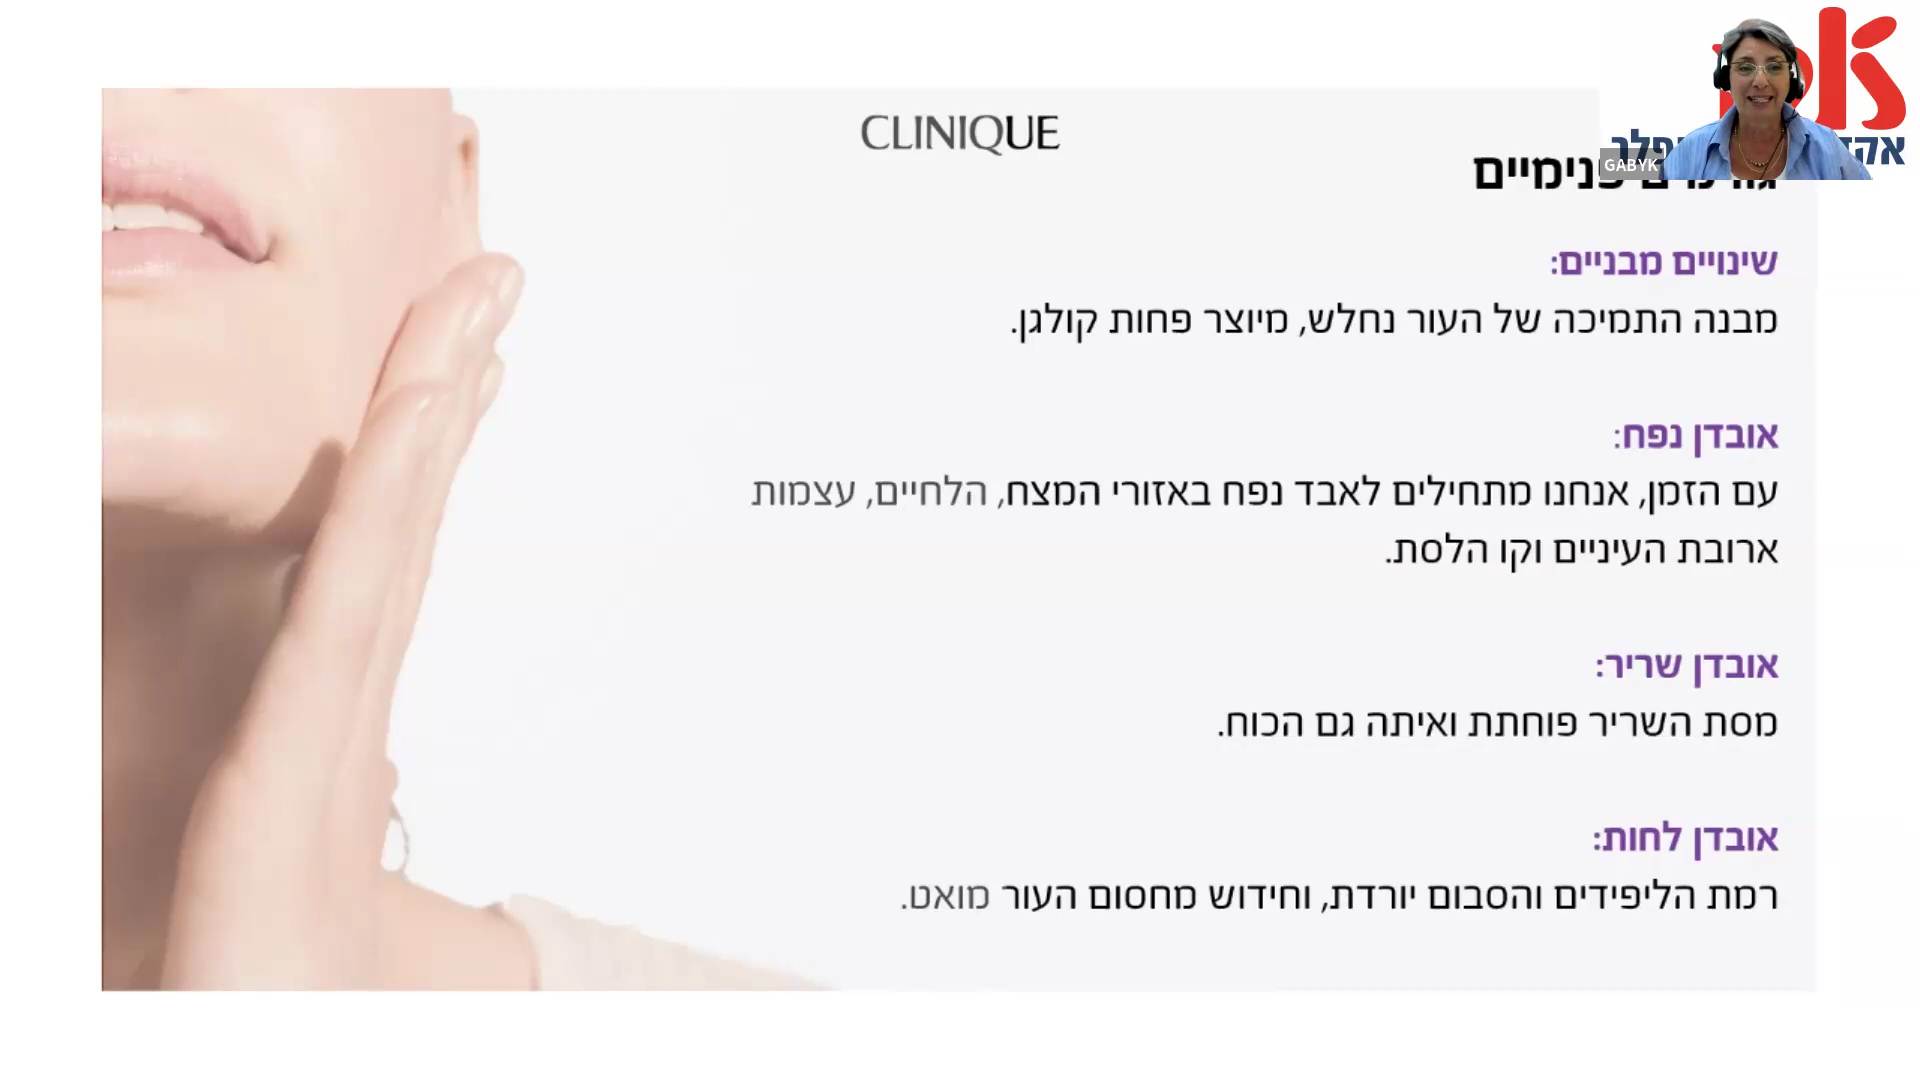 CLINIQUE
GABYK
פנימיים
שינויים מבניים:
מבנה התמיכה של העור נחלש, מיוצר פחות קולגן.
אובדן נפח:
עם הזמן, אנחנו מתחילים לאבד נפח באזורי המצח, הלחיים, עצמות
ארובת העיניים וקו הלסת.
אובדן שריר:
מסת השריר פוחתת ואיתה גם הכוח.
אובדן לחות:
רמת הליפידים והסבום יורדת, וחידוש מחסום העור מואט.